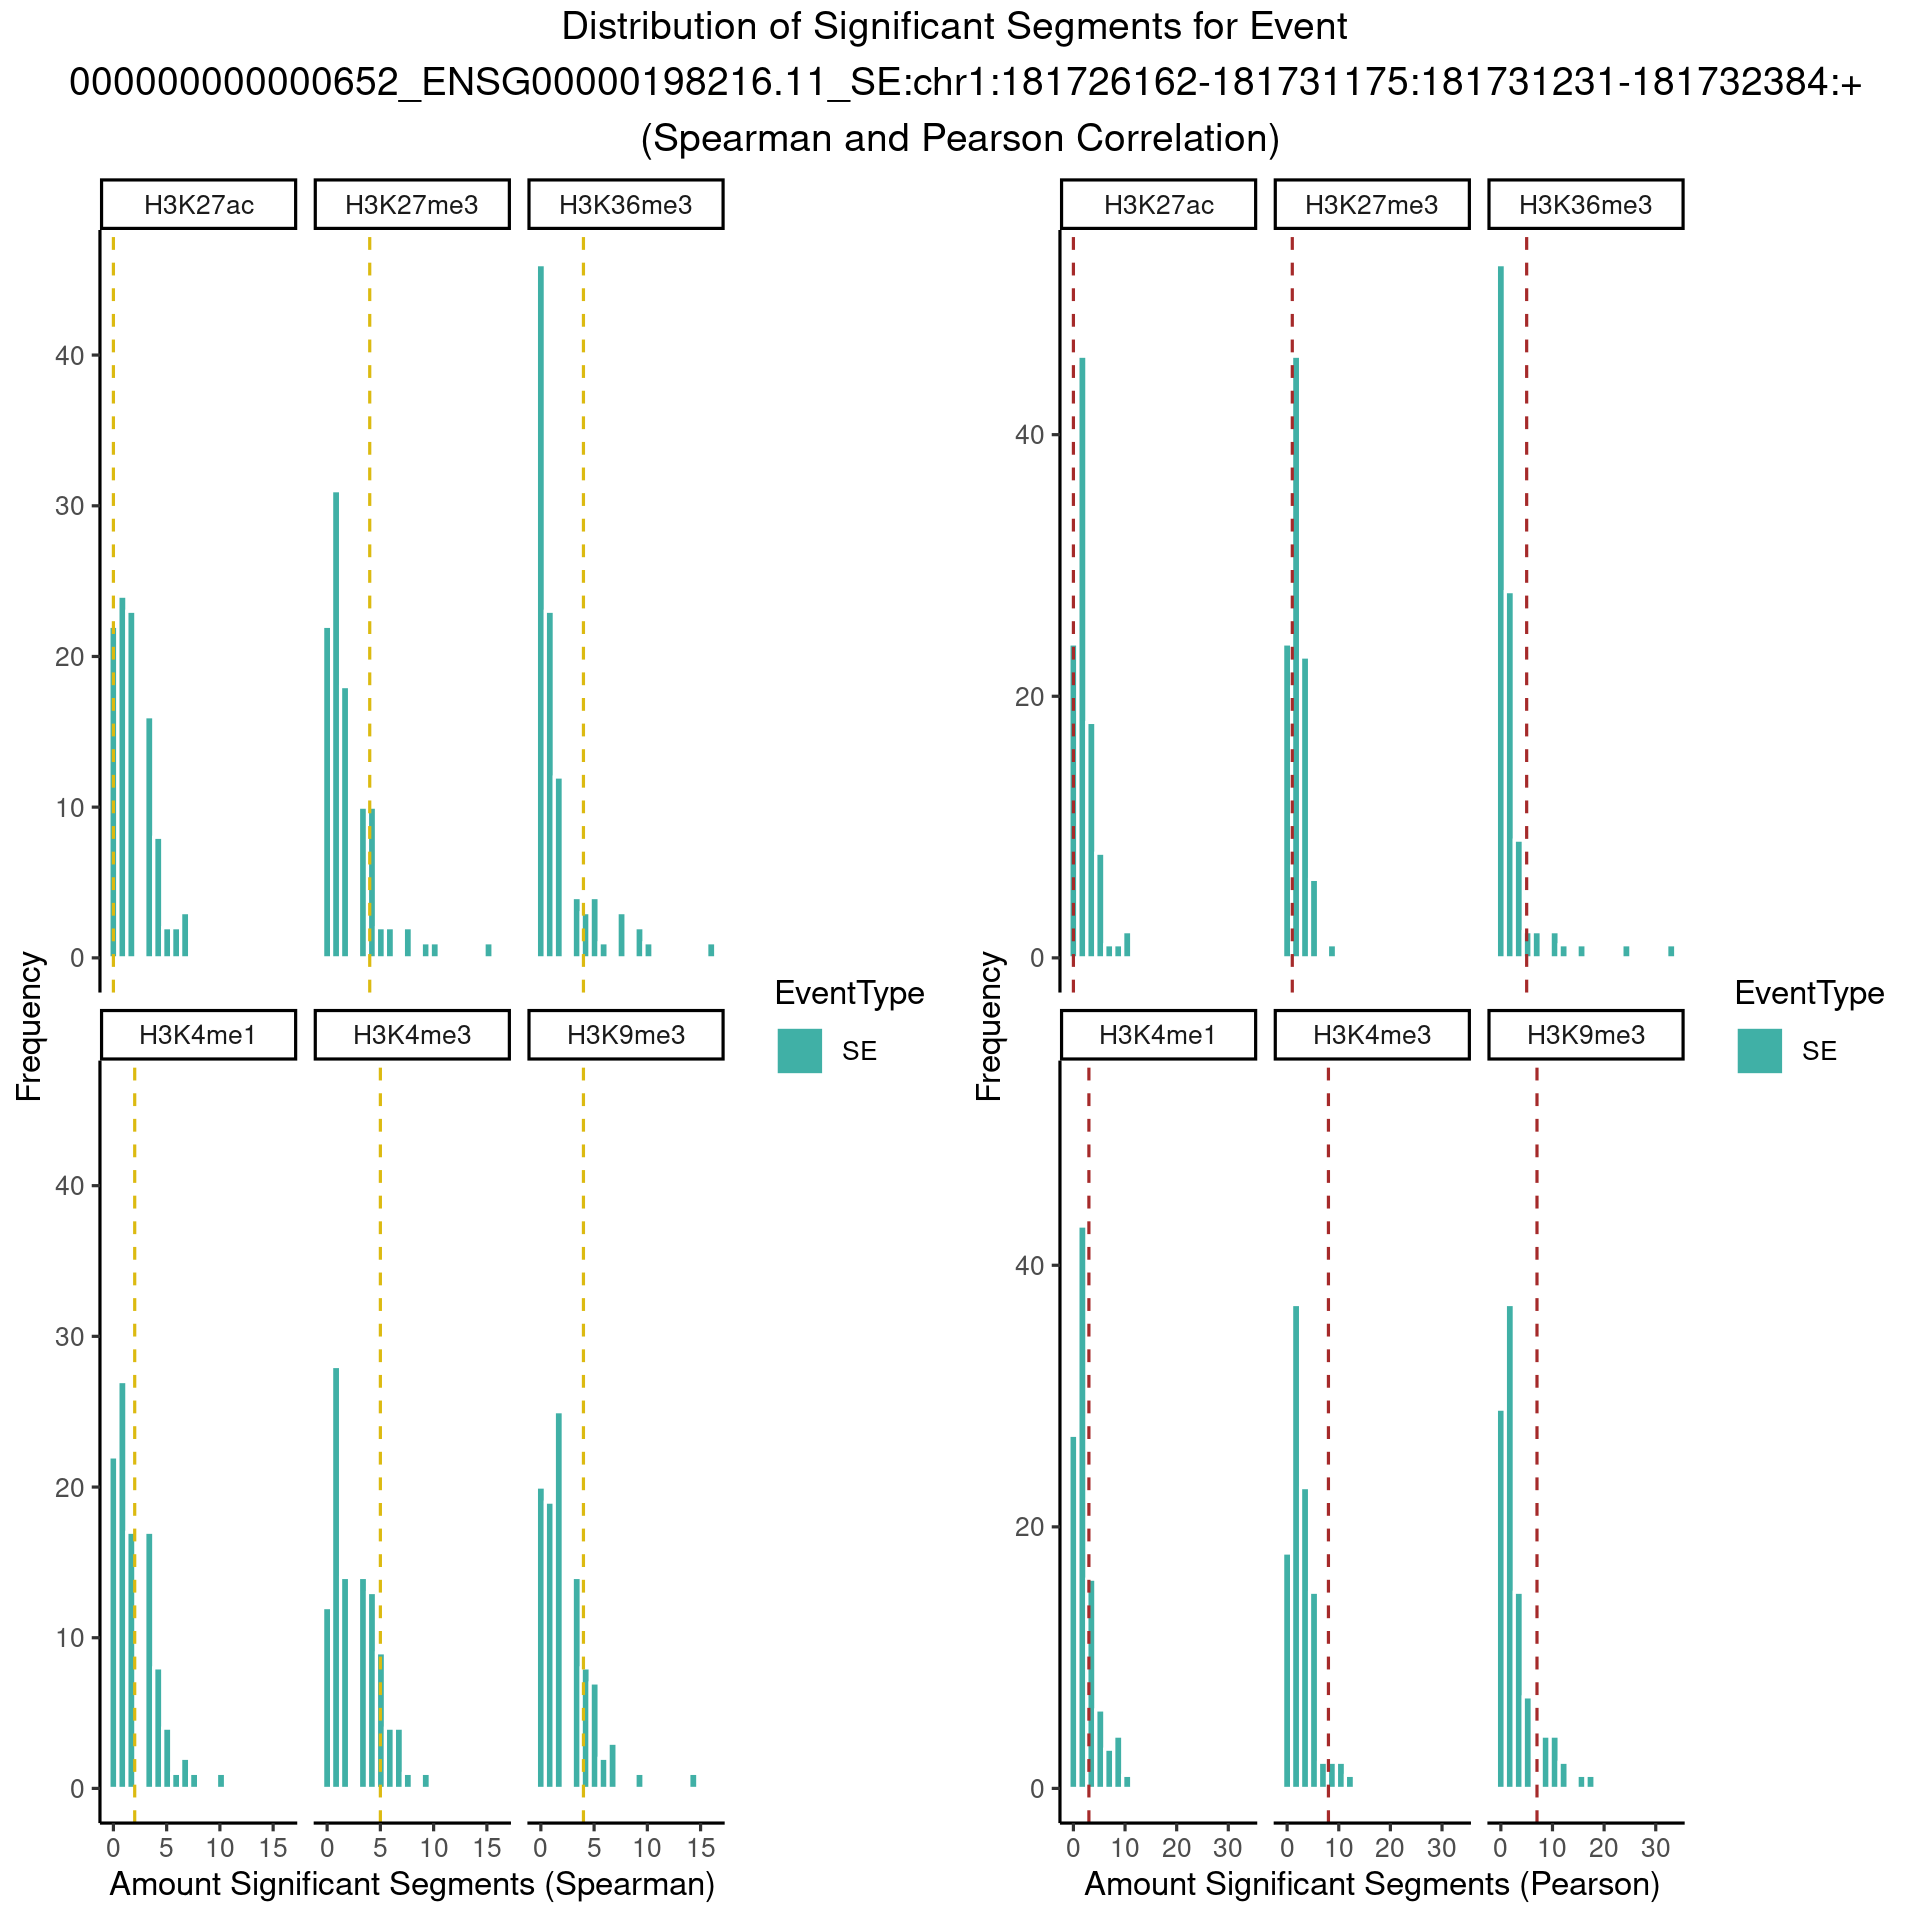 Distribution of Significant Segments for Event
000000000000652_ENSG00000198216.11_SE:chr1:181726162-181731175:181731231-181732384:+
(Spearman and Pearson Correlation)
H3K27ac H3K27me3 H3K36me3
40
30
20
10
0
H3K4me1 H3K4me3 H3K9me3
40
30
20
10
0
0 5 10 15 0 5 10 15 0 5 10 15
Frequency
Amount Significant Segments (Spearman)
EventType
SE
H3K27ac H3K27me3 H3K36me3
40
20
0
H3K4me1 H3K4me3 H3K9me3
40
20
0
0 10 20 30 0 10 20 30 0 10 20 30
Frequency
Amount Significant Segments (Pearson)
EventType
SE